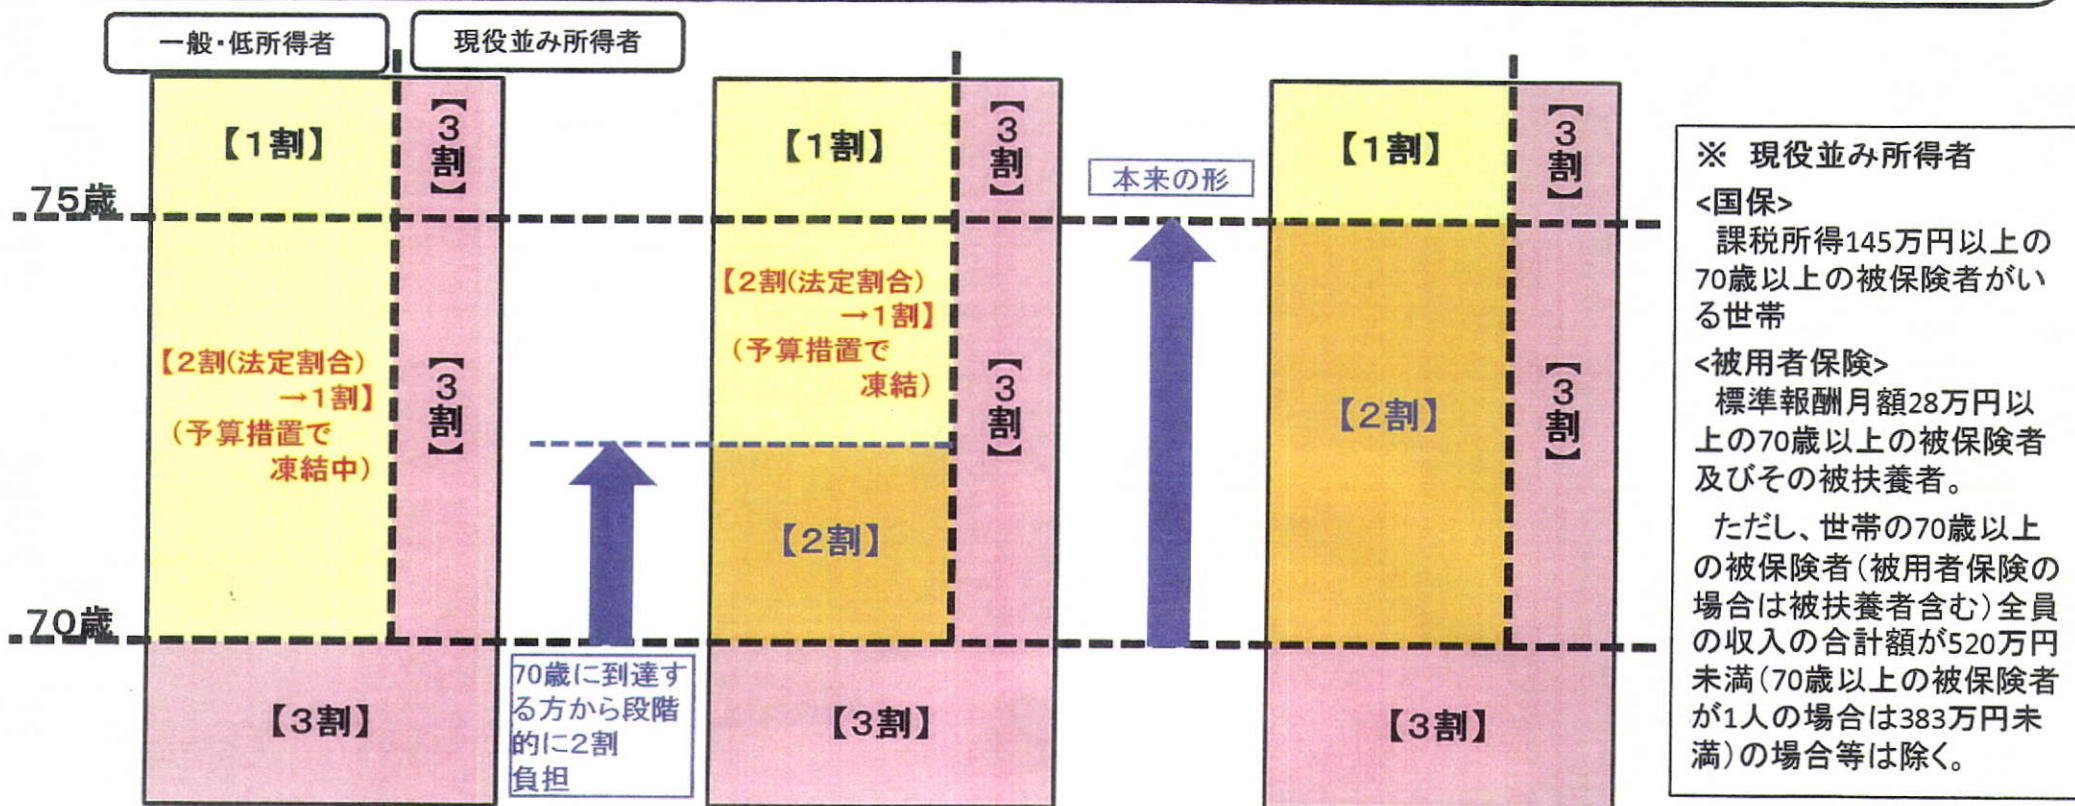 一般・低所得者
現役並み所得者
【1割】
【3割】
75歳
【2割(法定割合)
→1割】
(予算措置で
凍結中)
【3割】
70歳
【3割】
70歳に到達す
る方から段階
的に2割
負担
【1割】
【3割】
【2割(法定割合)
→1割】
(予算措置で
凍結)
【3割】
【2割】
【3割】
本来の形
【1割】
【3割】
【2割】
【3割】
【3割】
※ 現役並み所得者
<国保>
課税所得145万円以上の
70歳以上の被保険者がい
る世帯
<被用者保険>
標準報酬月額28万円以
上の70歳以上の被保険者
及びその被扶養者。
ただし、世帯の70歳以上
の被保険者(被用者保険の
場合は被扶養者含む)全員
の収入の合計額が520万円
未満(70歳以上の被保険者
が1人の場合は383万円未
満)の場合等は除く。